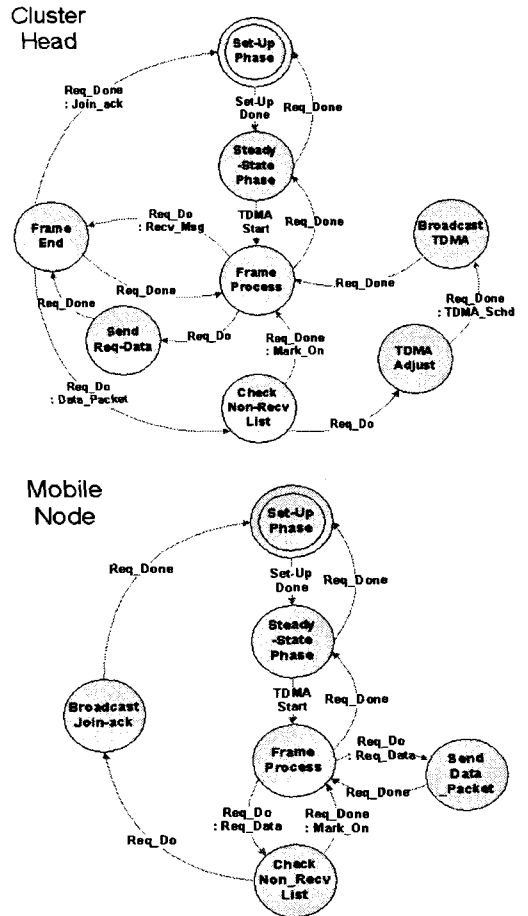 Cluster
Head
Set-Up
Phase
Req_Done
: Join_ack
Set-Up
Done
Req_Done
Steady
-State
Phase
Req_Do
: Recv_Msg
TDMA
Start
Req_Done
Broadcast
TDMA
Frame
End
Frame
Process
Req_Done
Req_Done
Req_Done
: TDMA_Schd
Req_Done
Send
Req-Data
Req_Do
Req_Done
: Mark_On
TDMA
Adjust
Req_Do
: Data_Packet
Check
Non-Recv
List
Req_Do
Mobile
Node
Set-Up
Phase
Req_Done
Set-Up
Done
Req_Done
Steady
-State
Phase
Broadcast
Join-ack
TDMA
Start
Req_Done
Frame
Process
Req_Do
: Req_Data
Send
Data
_Packet
Req_Done
Req_Do
: Req_Data
Req_Done
: Mark_On
Req_Do
Check
Non_Recv
List